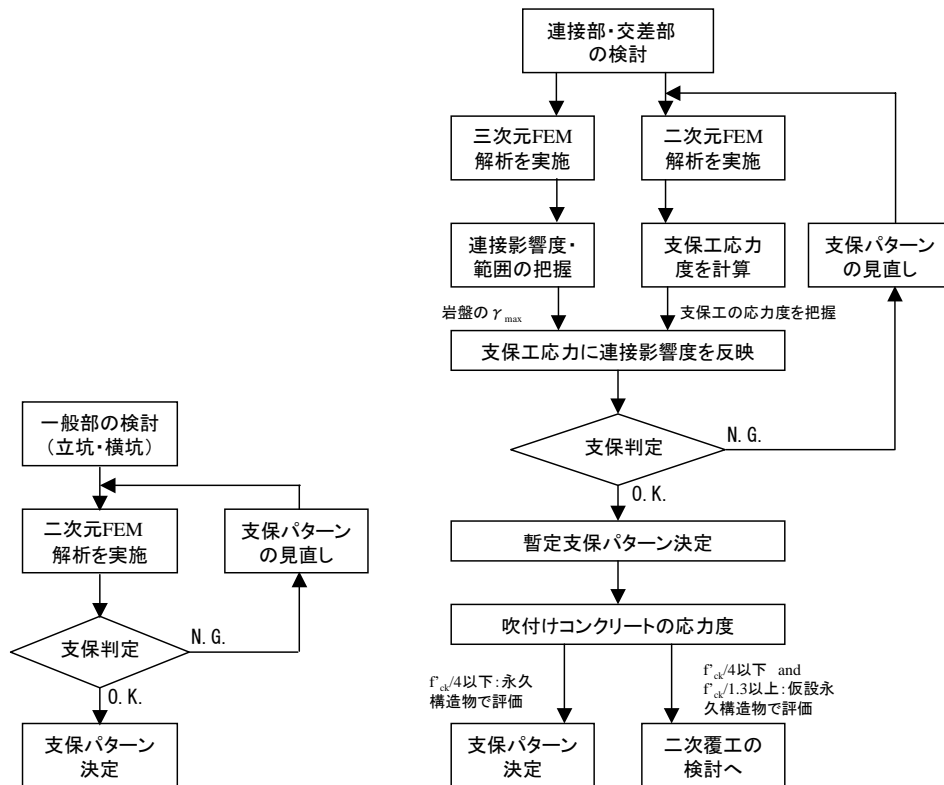 連接部・交差部
の検討
三次元FEM
解析を実施
二次元FEM
解析を実施
連接影響度・
範囲の把握
支保工応力
度を計算
支保パターン
の見直し
岩盤のγmax
支保工の応力度を把握
支保工応力に連接影響度を反映
支保判定
N. G.
O. K.
暫定支保パターン決定
吹付けコンクリートの応力度
f'ck/4以下：永久
構造物で評価
f'ck/4以下 and
f'ck/1.3以上：仮設永
久構造物で評価
支保パターン
決定
二次覆工の
検討へ
一般部の検討
（立坑・横坑）
二次元FEM
解析を実施
支保パターン
の見直し
支保判定
N. G.
O. K.
支保パターン
決定